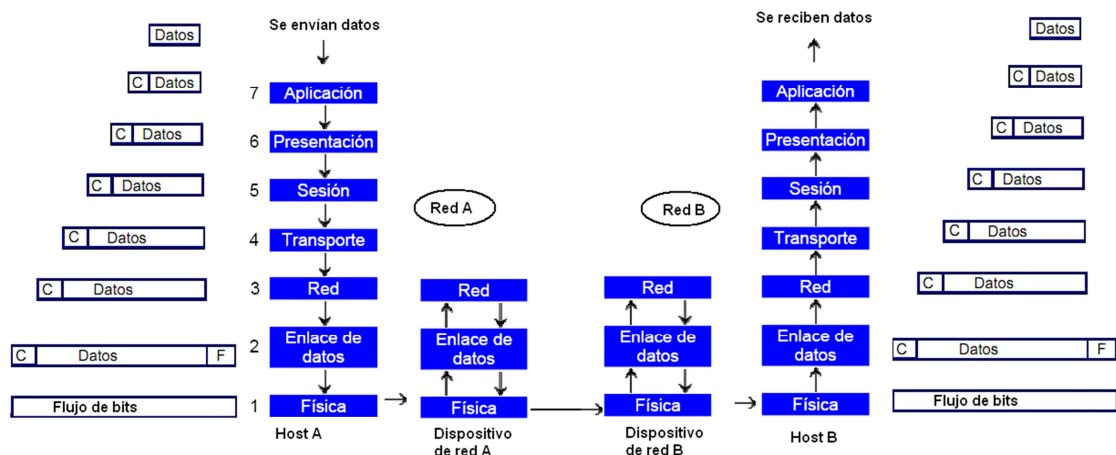 Se envían datos
Se reciben datos
Datos
Datos
7
Aplicación
Aplicación
C
Datos
C
Datos
6
Presentación
Presentación
C
Datos
C
Datos
5
Sesión
Sesión
C
Datos
C
Datos
Red A
Red B
4
Transporte
Transporte
C
Datos
C
Datos
3
Red
Red
Red
Red
C
Datos
C
Datos
2
Enlace de
datos
Enlace de
datos
Enlace de
datos
Enlace de
datos
C
Datos
F
C
Datos
F
Flujo de bits
1
Física
Física
Física
Física
Flujo de bits
Host A
Dispositivo
de red A
Dispositivo
de red B
Host B